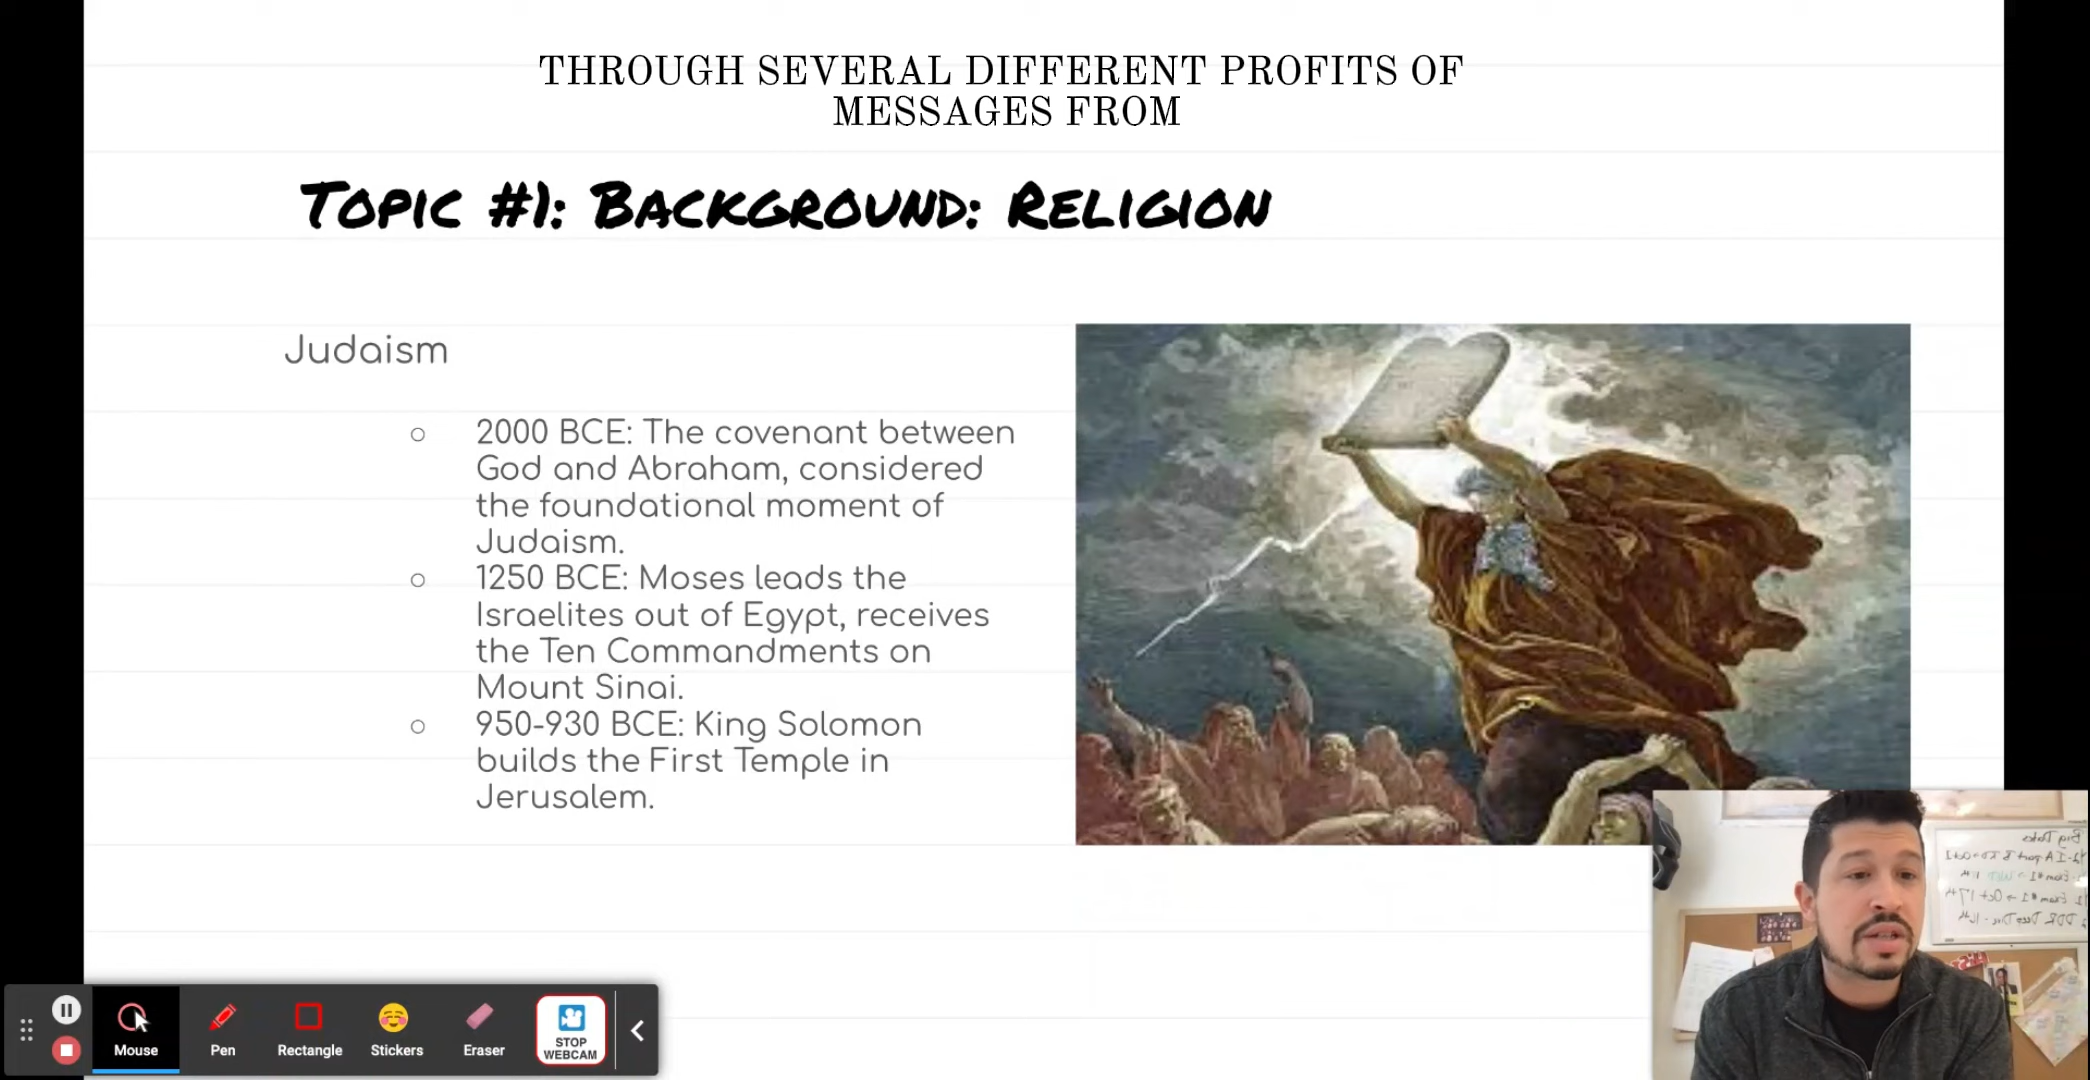 THROUGH SEVERAL DIFFERENT PROFITS OF
MESSAGES FROM
TOPIC #1: BACKGROUND: RELIGION
Judaism
○ 2000 BCE: The covenant between
God and Abraham, considered
the foundational moment of
Judaism.
○ 1250 BCE: Moses leads the
Israelites out of Egypt, receives
the Ten Commandments on
Mount Sinai.
○ 950-930 BCE: King Solomon
builds the First Temple in
Jerusalem.
Mouse
Pen
Rectangle
Stickers
Eraser
STOP
WEBCAM